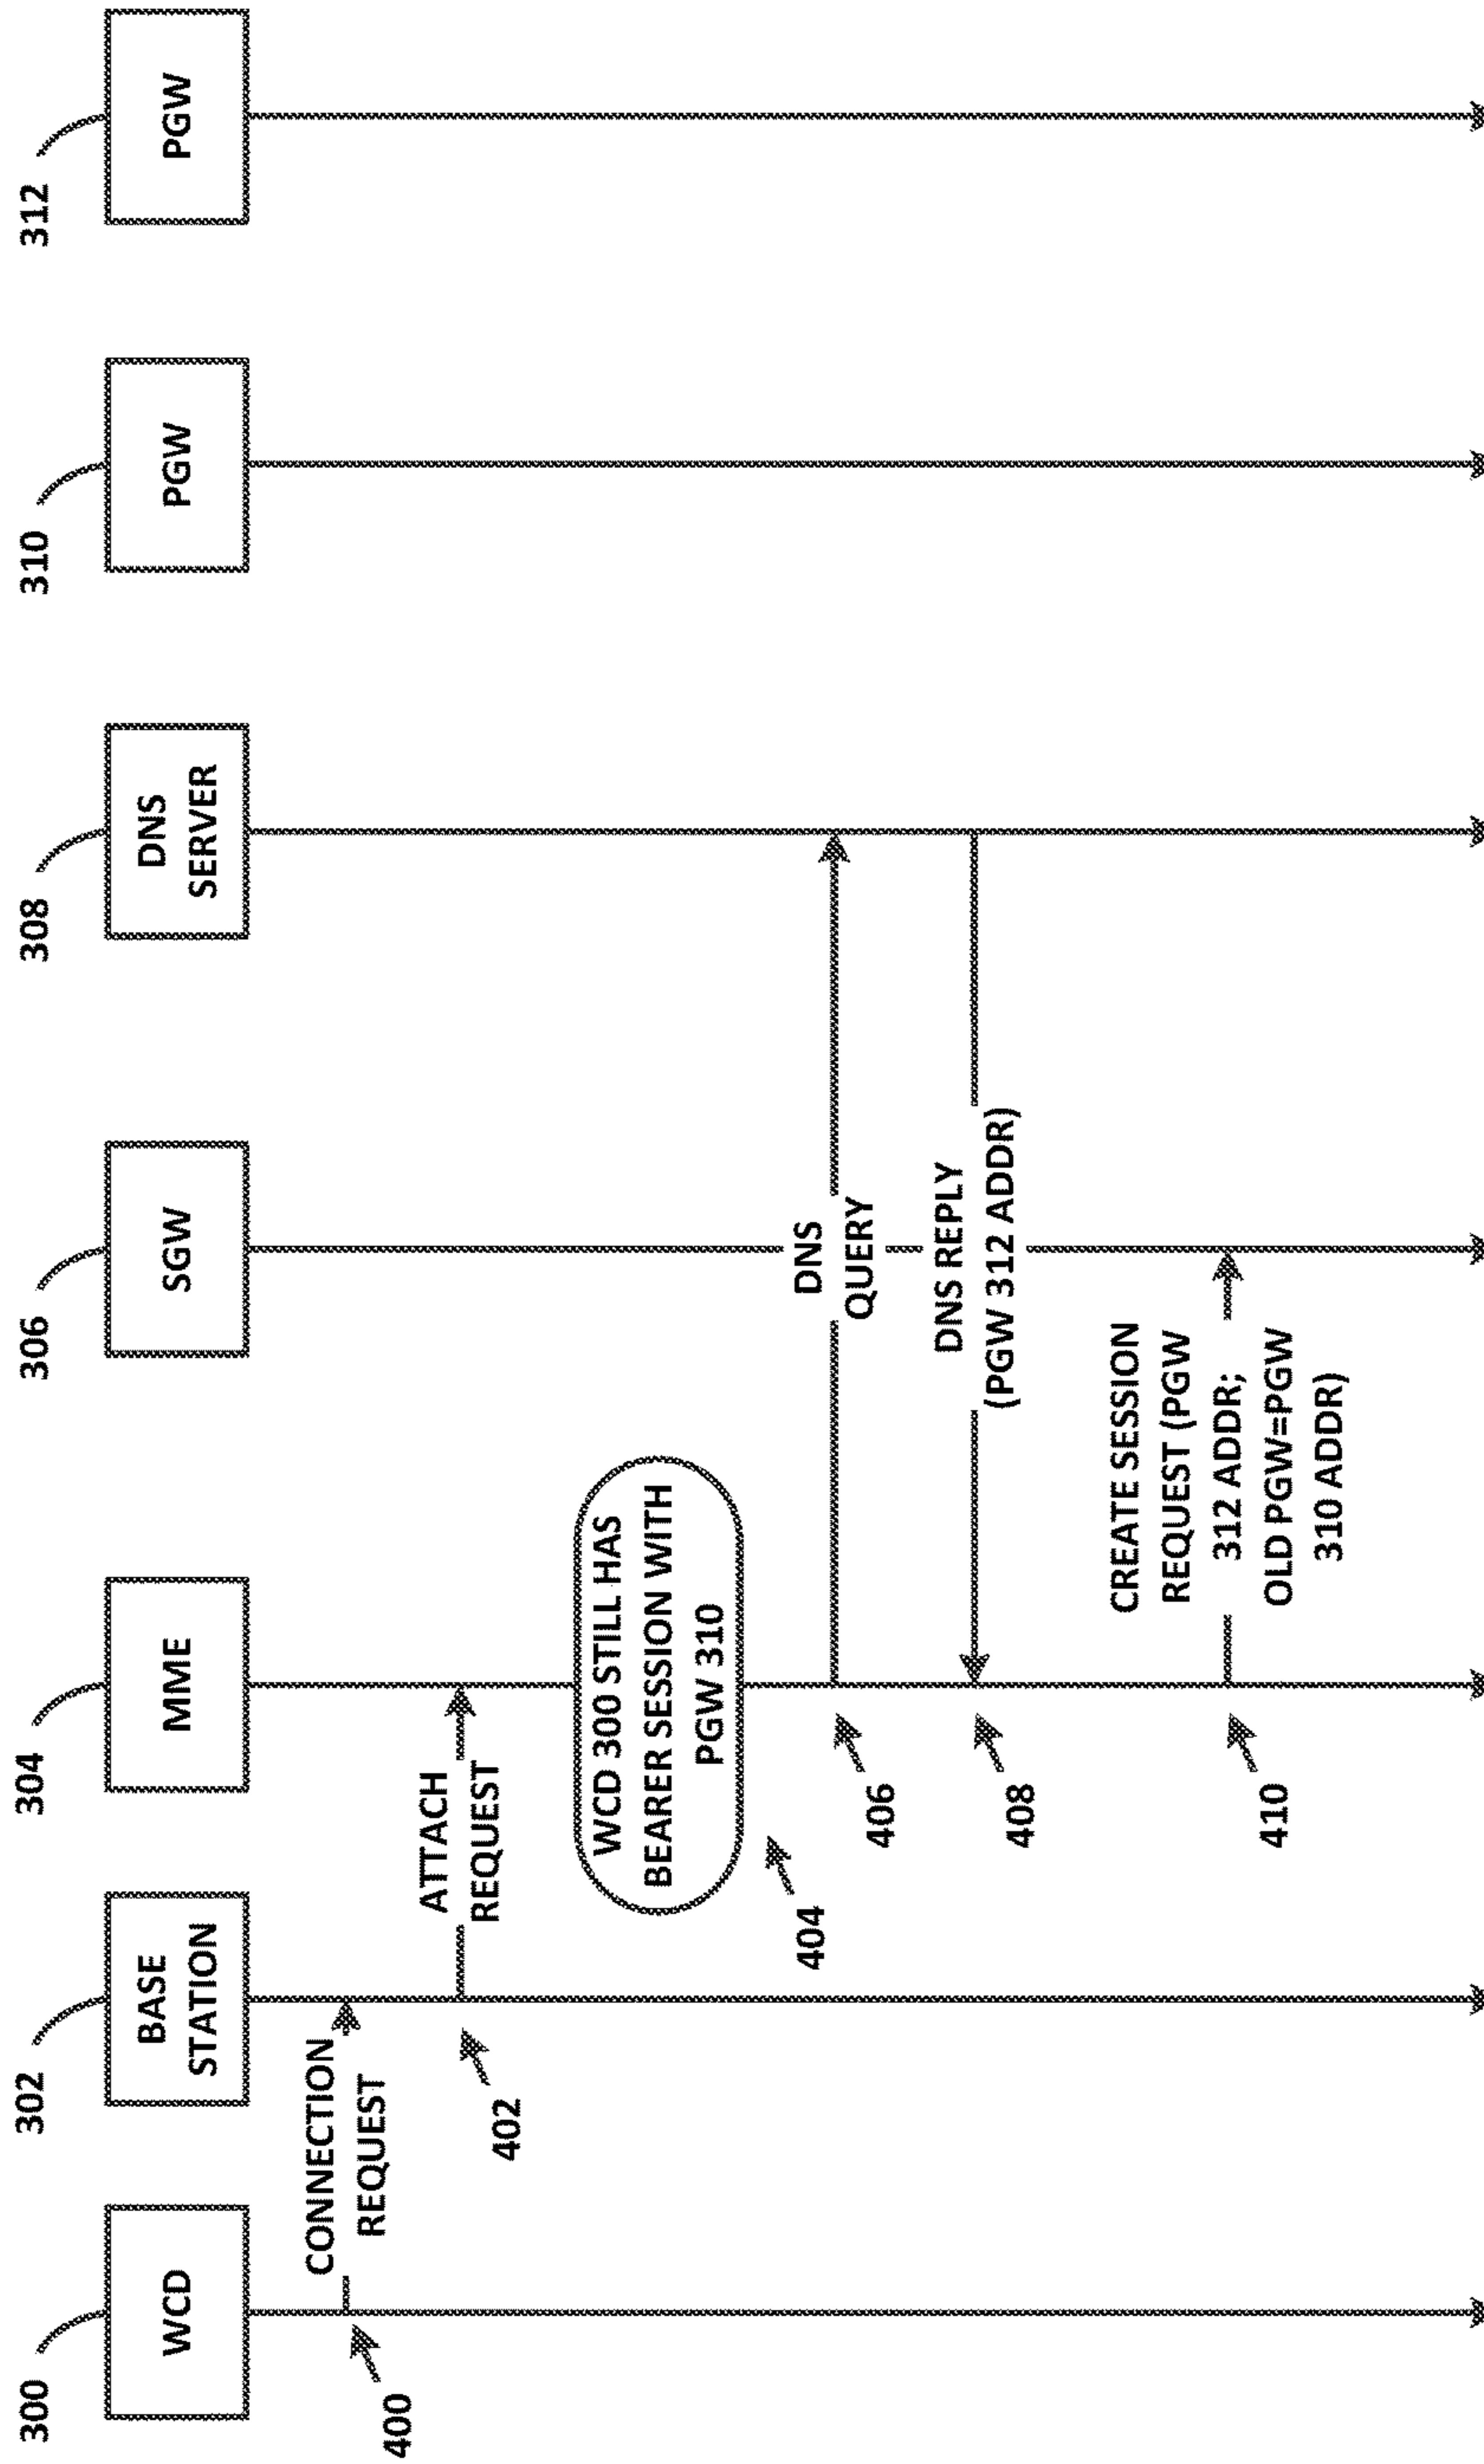 300
302
304
306
308
310
312
WCD
BASE
STATION
MME
SGW
DNS
SERVER
PGW
PGW
CONNECTION
REQUEST
400
ATTACH
REQUEST
402
WCD 300 STILL HAS
BEARER SESSION WITH
PGW 310
404
DNS
QUERY
406
DNS REPLY
(PGW 312 ADDR)
408
CREATE SESSION
REQUEST (PGW
312 ADDR;
OLD PGW=PGW
310 ADDR)
410